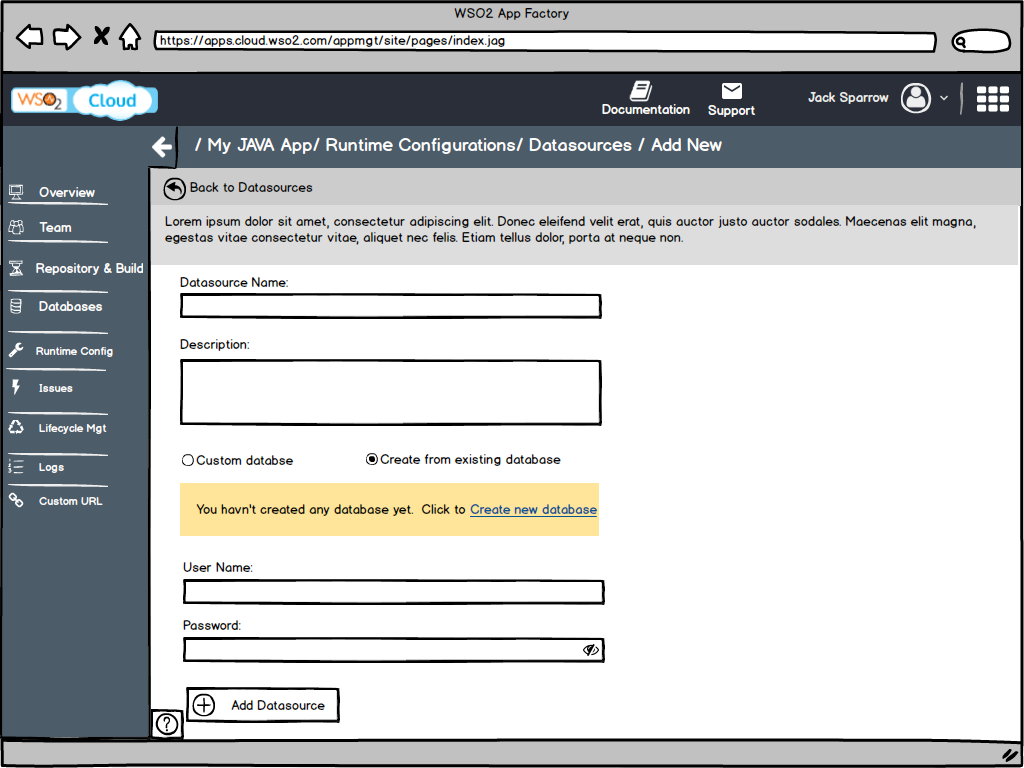 WSO2 App Factory
https://apps.cloud.wso2.com/appmgt/site/pages/index.jag
WSO2 Cloud
Documentation
Support
Jack Sparrow
/ My JAVA App/ Runtime Configurations/ Datasources / Add New
Overview
Team
Repository & Build
Databases
Runtime Config
Issues
Lifecycle Mgt
Logs
Custom URL
Back to Datasources
Lorem ipsum dolor sit amet, consectetur adipiscing elit. Donec eleifend velit erat, quis auctor justo auctor sodales. Maecenas elit magna,
egestas vitae consectetur vitae, aliquet nec felis. Etiam tellus dolor, porta at neque non.
Datasource Name:
Description:
Custom databse
Create from existing database
You havn't created any database yet. Click to Create new database
User Name:
Password:
Add Datasource
?